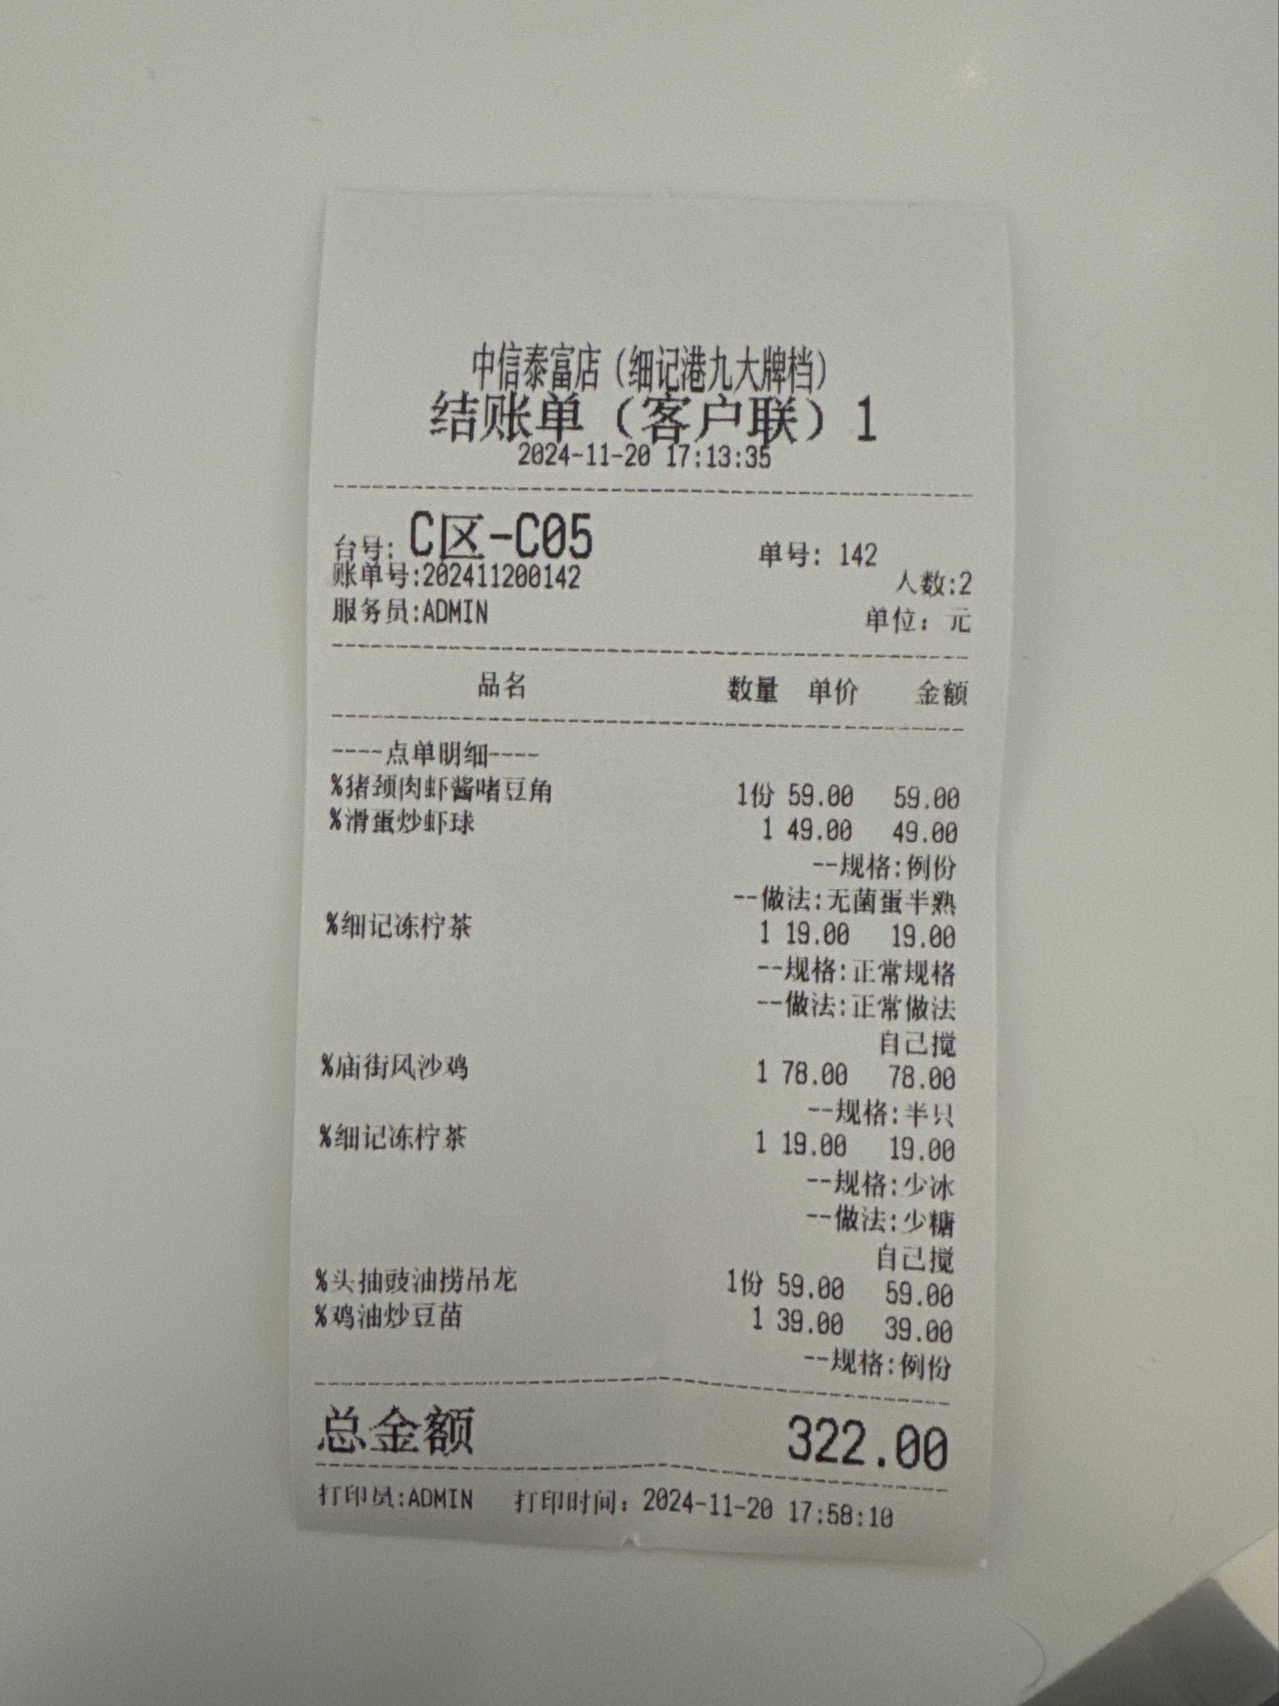 中信泰富店（细记港九大牌档）
结账单（客户联）1
2024-11-20 17:13:35
台号: C区-C05 单号: 142
账单号:202411200142 人数:2
服务员:ADMIN 单位: 元
品名 数量 单价 金额
----点单明细----
%猪颈肉虾酱啫豆角 1份 59.00 59.00
%滑蛋炒虾球 1 49.00 49.00
--规格:例份
--做法:无菌蛋半熟
%细记冻柠茶 1 19.00 19.00
--规格:正常规格
--做法:正常做法
自己搅
%庙街风沙鸡 1 78.00 78.00
--规格:半只
%细记冻柠茶 1 19.00 19.00
--规格:少冰
--做法:少糖
自己搅
%头抽豉油捞吊龙 1份 59.00 59.00
%鸡油炒豆苗 1 39.00 39.00
--规格:例份
总金额 322.00
打印员:ADMIN 打印时间: 2024-11-20 17:58:10